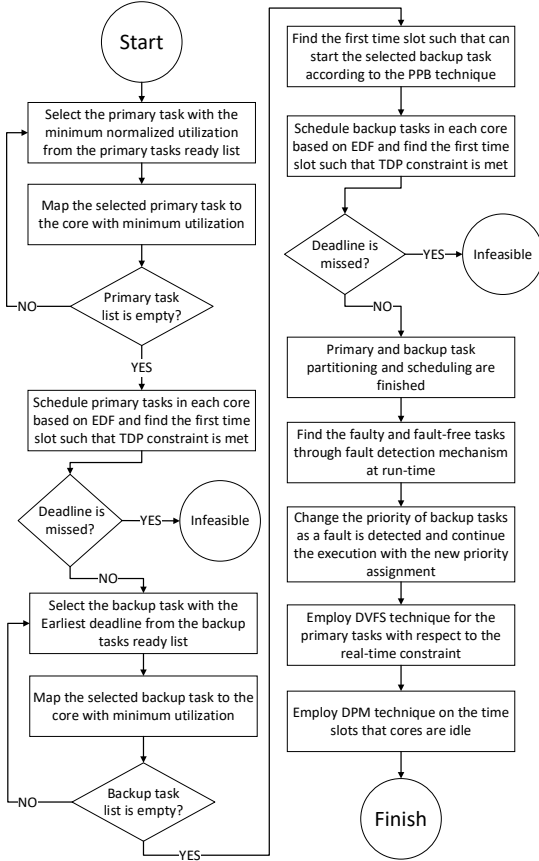 Start
Select the primary task with the
minimum normalized utilization
from the primary tasks ready list
Map the selected primary task to
the core with minimum utilization
Primary task
list is empty?
NO
YES
Schedule primary tasks in each core
based on EDF and find the first time
slot such that TDP constraint is met
Deadline is
missed?
YES
Infeasible
NO
Select the backup task with the
Earliest deadline from the backup
tasks ready list
Map the selected backup task to the
core with minimum utilization
Backup task
list is empty?
NO
YES
Find the first time slot such that can
start the selected backup task
according to the PPB technique
Schedule backup tasks in each core
based on EDF and find the first time
slot such that TDP constraint is met
Deadline is
missed?
YES
Infeasible
NO
Primary and backup task
partitioning and scheduling are
finished
Find the faulty and fault-free tasks
through fault detection mechanism
at run-time
Change the priority of backup tasks
as a fault is detected and continue
the execution with the new priority
assignment
Employ DVFS technique for the
primary tasks with respect to the
real-time constraint
Employ DPM technique on the time
slots that cores are idle
Finish